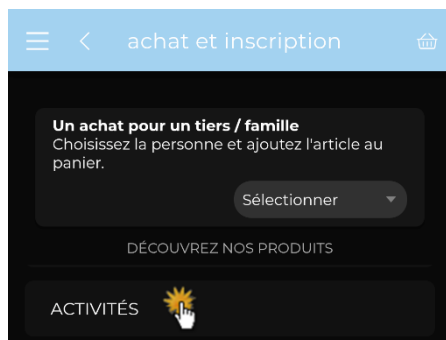 achat et inscription
Un achat pour un tiers / famille
Choisissez la personne et ajoutez l'article au
panier.
Sélectionner
DÉCOUVREZ NOS PRODUITS
ACTIVITÉS